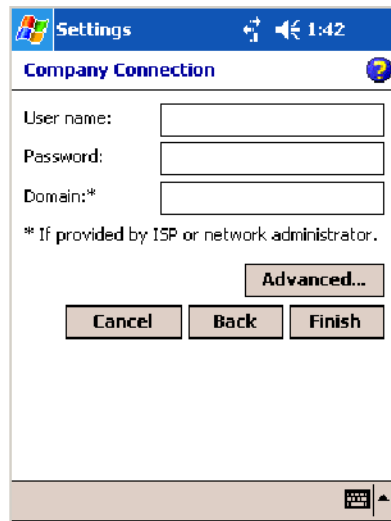 Settings 1:42
Company Connection
User name:
Password:
Domain:*
* If provided by ISP or network administrator.
Advanced...
Cancel Back Finish